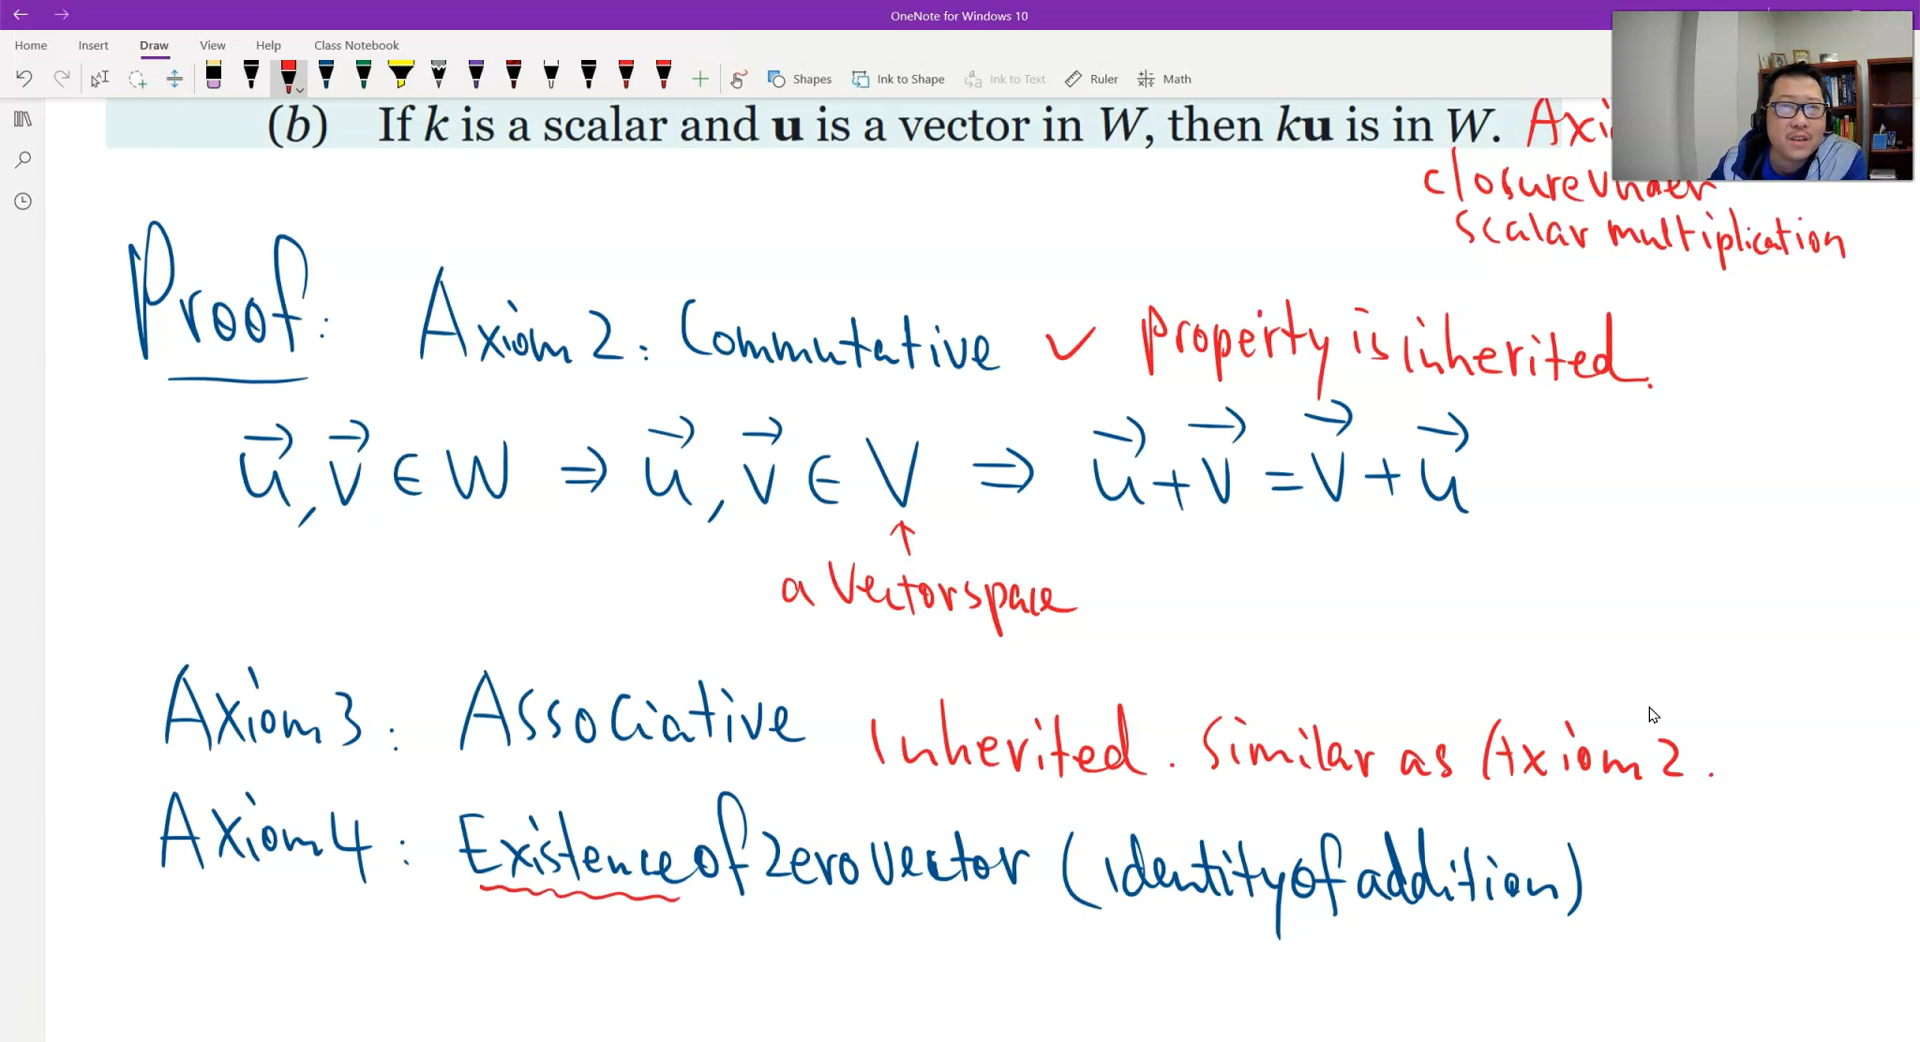 OneNote for Windows 10
Home Insert Draw View Help Class Notebook
Shapes Ink to Shape Ink to Text Ruler Math
(b) If k is a scalar and u is a vector in W, then ku is in W. Axi
closure under
scalar multiplication
Proof: Axiom 2: Commutative ✓ Property is inherited.
u⃗, v⃗ ∈ W ⇒ u⃗, v⃗ ∈ V ⇒ u⃗ + v⃗ = v⃗ + u⃗
↑
a vector space
Axiom 3: Associative Inherited. Similar as Axiom 2.
Axiom 4: Existence of zero vector (identity of addition)